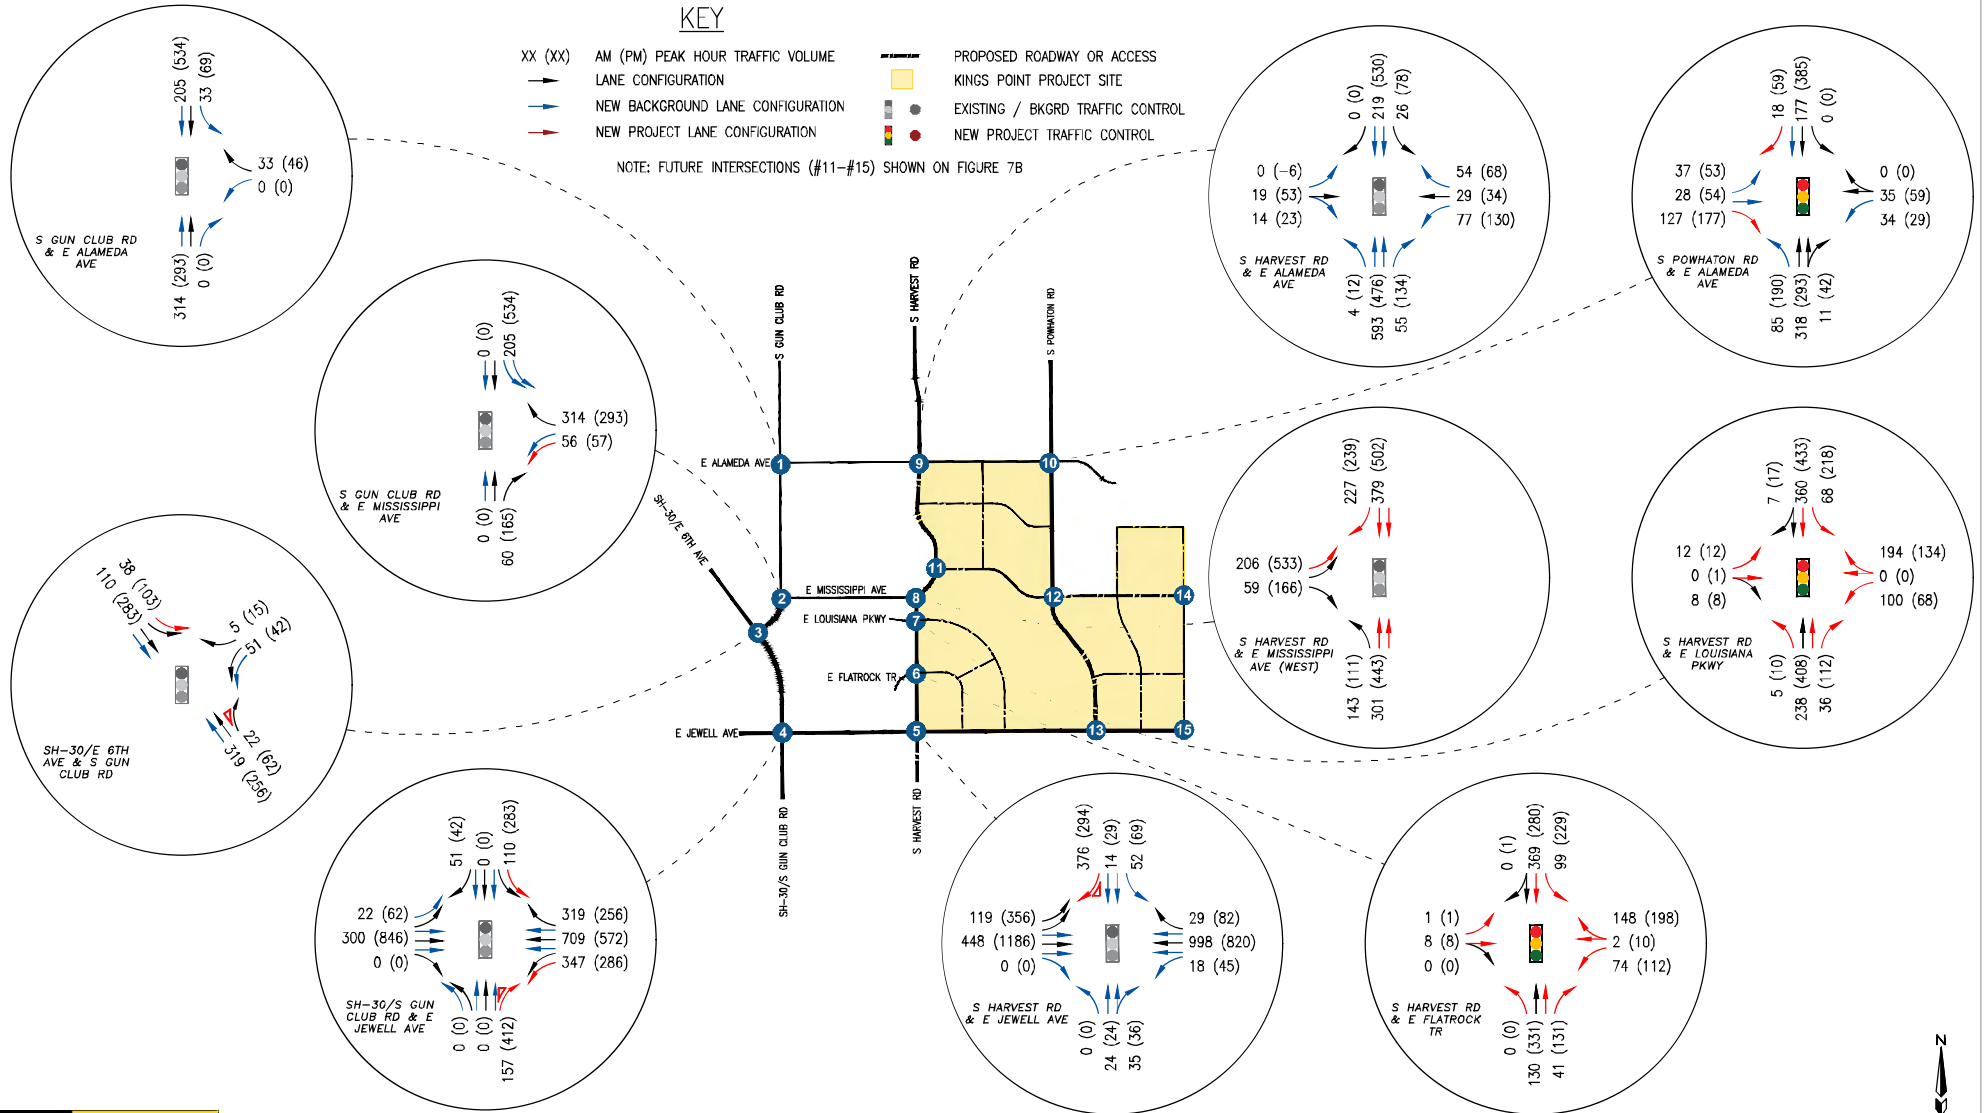 KEY
XX (XX) AM (PM) PEAK HOUR TRAFFIC VOLUME
LANE CONFIGURATION
NEW BACKGROUND LANE CONFIGURATION
NEW PROJECT LANE CONFIGURATION
PROPOSED ROADWAY OR ACCESS
KINGS POINT PROJECT SITE
EXISTING / BKGRD TRAFFIC CONTROL
NEW PROJECT TRAFFIC CONTROL
NOTE: FUTURE INTERSECTIONS (#11-#15) SHOWN ON FIGURE 7B
205 (534)
33 (69)
33 (46)
0 (0)
314 (293)
0 (0)
S GUN CLUB RD
& E ALAMEDA
AVE
0 (0)
205 (534)
314 (293)
56 (57)
0 (0)
60 (165)
S GUN CLUB RD
& E MISSISSIPPI
AVE
38 (103)
110 (283)
5 (15)
51 (42)
22 (62)
319 (256)
SH-30/E 6TH
AVE & S GUN
CLUB RD
51 (42)
0 (0)
110 (283)
22 (62)
300 (846)
0 (0)
319 (256)
709 (572)
347 (286)
0 (0)
0 (0)
157 (412)
SH-30/S GUN
CLUB RD & E
JEWELL AVE
376 (294)
14 (29)
52 (69)
119 (356)
448 (1186)
0 (0)
29 (82)
998 (820)
18 (45)
0 (0)
24 (24)
35 (36)
S HARVEST RD
& E JEWELL AVE
0 (1)
369 (280)
99 (229)
1 (1)
8 (8)
0 (0)
148 (198)
2 (10)
74 (112)
0 (0)
130 (331)
41 (131)
S HARVEST RD
& E FLATROCK
TR
7 (17)
360 (433)
68 (218)
12 (12)
0 (1)
8 (8)
194 (134)
0 (0)
100 (68)
5 (10)
238 (408)
36 (112)
S HARVEST RD
& E LOUISIANA
PKWY
227 (239)
379 (502)
206 (533)
59 (166)
143 (111)
301 (443)
S HARVEST RD
& E MISSISSIPPI
AVE (WEST)
0 (0)
219 (530)
26 (78)
0 (-6)
19 (53)
14 (23)
54 (68)
29 (34)
77 (130)
4 (12)
593 (476)
55 (134)
S HARVEST RD
& E ALAMEDA
AVE
18 (59)
177 (385)
0 (0)
37 (53)
28 (54)
127 (177)
0 (0)
35 (59)
34 (29)
85 (190)
318 (293)
11 (42)
S POWHATON RD
& E ALAMEDA
AVE
S GUN CLUB RD
S HARVEST RD
S POWHATON RD
E ALAMEDA AVE
1
9
10
SH-30/E 6TH AVE
11
E MISSISSIPPI AVE
2
8
12
14
E LOUISIANA PKWY
7
3
E FLATROCK TR
6
E JEWELL AVE
4
5
13
15
SH-30/S GUN CLUB RD
S HARVEST RD
N